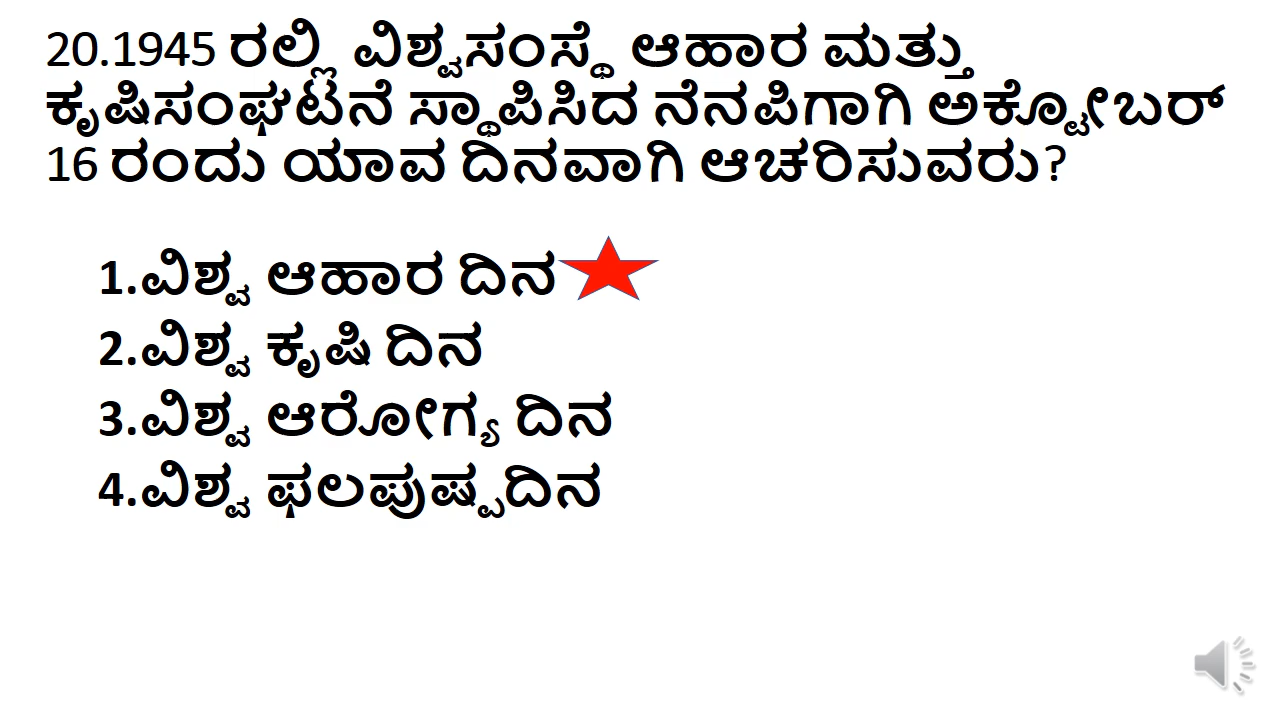 20.1945 ರಲ್ಲಿ ವಿಶ್ವಸಂಸ್ಥೆ ಆಹಾರ ಮತ್ತು
ಕೃಷಿಸಂಘಟನೆ ಸ್ಥಾಪಿಸಿದ ನೆನಪಿಗಾಗಿ ಅಕ್ಟೋಬರ್
16 ರಂದು ಯಾವ ದಿನವಾಗಿ ಆಚರಿಸುವರು?
1.ವಿಶ್ವ ಆಹಾರ ದಿನ
2.ವಿಶ್ವ ಕೃಷಿ ದಿನ
3.ವಿಶ್ವ ಆರೋಗ್ಯ ದಿನ
4.ವಿಶ್ವ ಫಲಪುಷ್ಪದಿನ